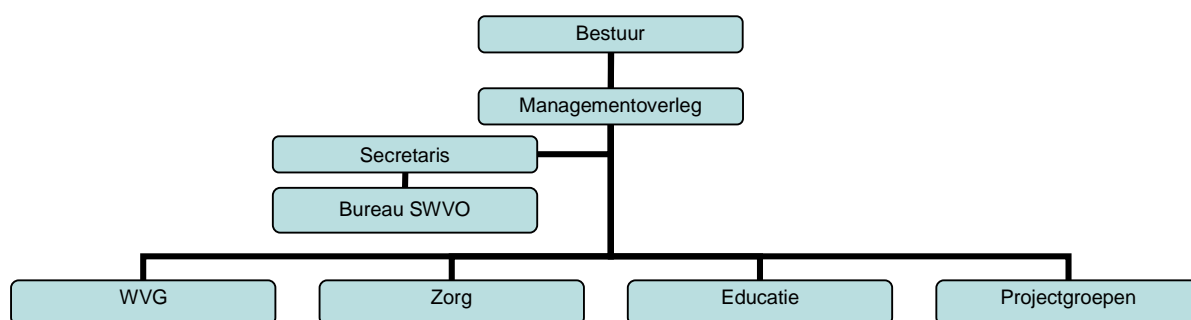 Bestuur
Managementoverleg
Secretaris
Bureau SWVO
WVG
Zorg
Educatie
Projectgroepen